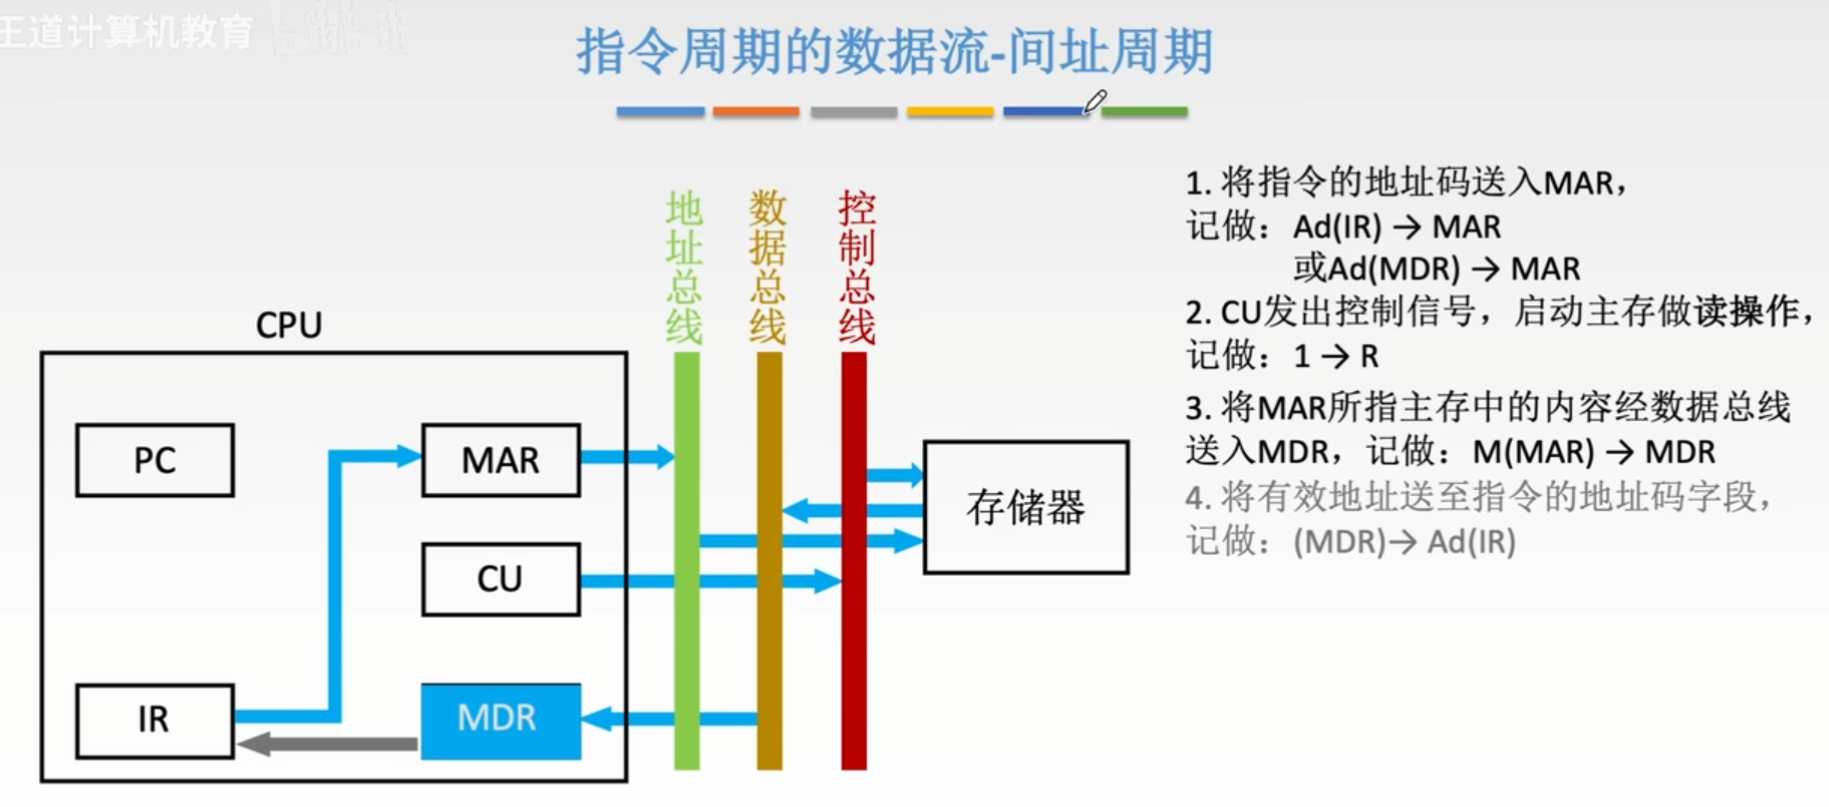 王道计算机教育
指令周期的数据流-间址周期
1. 将指令的地址码送入MAR,
记做: Ad(IR) → MAR
或Ad(MDR) → MAR
2. CU发出控制信号, 启动主存做读操作,
记做: 1 → R
3. 将MAR所指主存中的内容经数据总线
送入MDR, 记做: M(MAR) → MDR
4. 将有效地址送至指令的地址码字段,
记做: (MDR)→ Ad(IR)
地址总线
数据总线
控制总线
CPU
PC
MAR
CU
IR
MDR
存储器